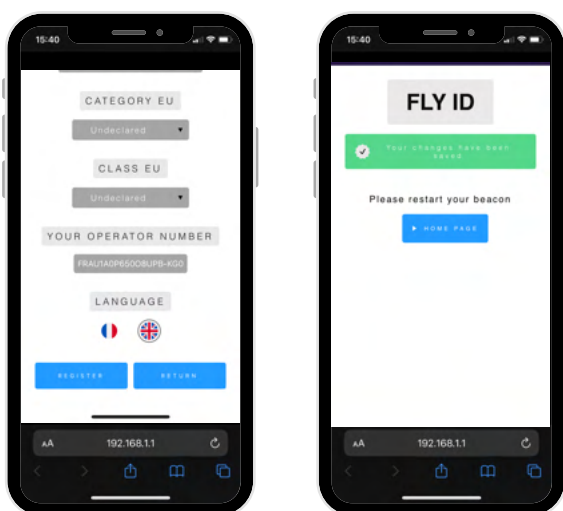 15:40
CATEGORY EU
Undeclared
CLASS EU
Undeclared
YOUR OPERATOR NUMBER
FRAU1A0P65OO8UPB-KG0
LANGUAGE
REGISTER
RETURN
AA
192.168.1.1
15:40
FLY ID
Your changes have been
saved
Please restart your beacon
HOME PAGE
AA
192.168.1.1